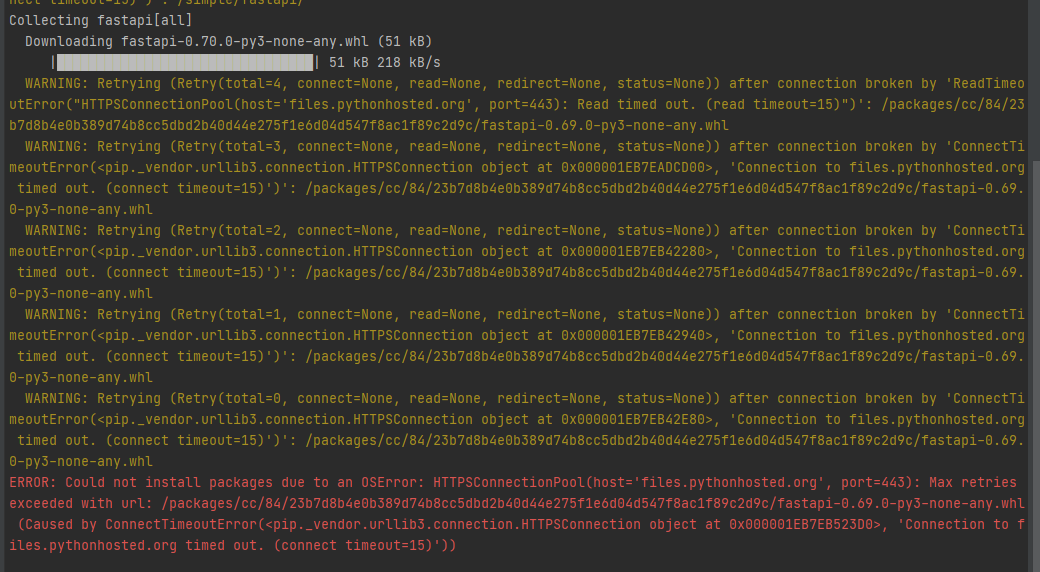 nect timeout=15)')': /simple/fastapi/
Collecting fastapi[all]
  Downloading fastapi-0.70.0-py3-none-any.whl (51 kB)
     |████████████████████████████████| 51 kB 218 kB/s
  WARNING: Retrying (Retry(total=4, connect=None, read=None, redirect=None, status=None)) after connection broken by 'ReadTimeo
utError("HTTPSConnectionPool(host='files.pythonhosted.org', port=443): Read timed out. (read timeout=15)")': /packages/cc/84/23
b7d8b4e0b389d74b8cc5dbd2b40d44e275f1e6d04d547f8ac1f89c2d9c/fastapi-0.69.0-py3-none-any.whl
  WARNING: Retrying (Retry(total=3, connect=None, read=None, redirect=None, status=None)) after connection broken by 'ConnectTi
meoutError(<pip._vendor.urllib3.connection.HTTPSConnection object at 0x000001EB7EADCD00>, 'Connection to files.pythonhosted.org
 timed out. (connect timeout=15)')': /packages/cc/84/23b7d8b4e0b389d74b8cc5dbd2b40d44e275f1e6d04d547f8ac1f89c2d9c/fastapi-0.69.
0-py3-none-any.whl
  WARNING: Retrying (Retry(total=2, connect=None, read=None, redirect=None, status=None)) after connection broken by 'ConnectTi
meoutError(<pip._vendor.urllib3.connection.HTTPSConnection object at 0x000001EB7EB42280>, 'Connection to files.pythonhosted.org
 timed out. (connect timeout=15)')': /packages/cc/84/23b7d8b4e0b389d74b8cc5dbd2b40d44e275f1e6d04d547f8ac1f89c2d9c/fastapi-0.69.
0-py3-none-any.whl
  WARNING: Retrying (Retry(total=1, connect=None, read=None, redirect=None, status=None)) after connection broken by 'ConnectTi
meoutError(<pip._vendor.urllib3.connection.HTTPSConnection object at 0x000001EB7EB42940>, 'Connection to files.pythonhosted.org
 timed out. (connect timeout=15)')': /packages/cc/84/23b7d8b4e0b389d74b8cc5dbd2b40d44e275f1e6d04d547f8ac1f89c2d9c/fastapi-0.69.
0-py3-none-any.whl
  WARNING: Retrying (Retry(total=0, connect=None, read=None, redirect=None, status=None)) after connection broken by 'ConnectTi
meoutError(<pip._vendor.urllib3.connection.HTTPSConnection object at 0x000001EB7EB42E80>, 'Connection to files.pythonhosted.org
 timed out. (connect timeout=15)')': /packages/cc/84/23b7d8b4e0b389d74b8cc5dbd2b40d44e275f1e6d04d547f8ac1f89c2d9c/fastapi-0.69.
0-py3-none-any.whl
ERROR: Could not install packages due to an OSError: HTTPSConnectionPool(host='files.pythonhosted.org', port=443): Max retries
exceeded with url: /packages/cc/84/23b7d8b4e0b389d74b8cc5dbd2b40d44e275f1e6d04d547f8ac1f89c2d9c/fastapi-0.69.0-py3-none-any.whl
 (Caused by ConnectTimeoutError(<pip._vendor.urllib3.connection.HTTPSConnection object at 0x000001EB7EB523D0>, 'Connection to f
iles.pythonhosted.org timed out. (connect timeout=15)'))